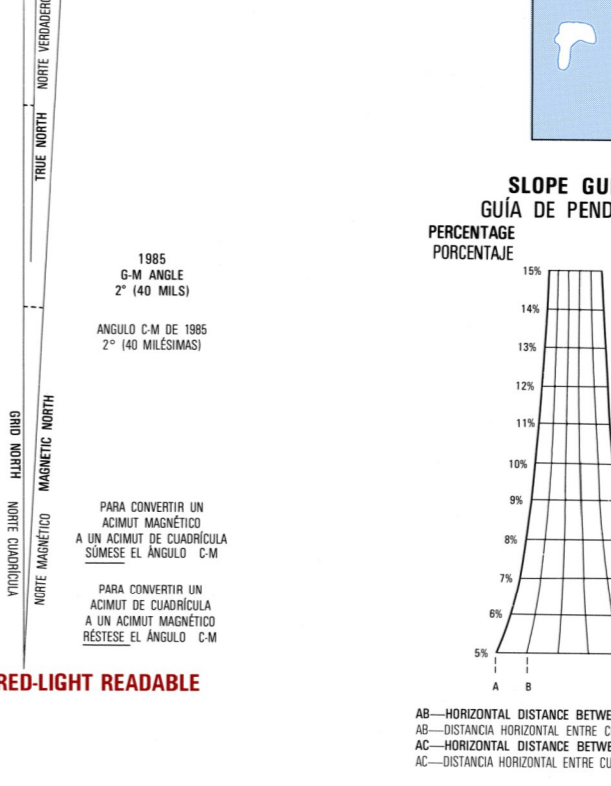 NORTE VERDADERO
TRUE NORTH
1985
G-M ANGLE
2° (40 MILS)
ANGULO C-M DE 1985
2° (40 MILÉSIMAS)
GRID NORTH
NORTE CUADRÍCULA
MAGNETIC NORTH
NORTE MAGNÉTICO
PARA CONVERTIR UN
ACIMUT MAGNÉTICO
A UN ACIMUT DE CUADRÍCULA
SÚMESE EL ÁNGULO C-M
PARA CONVERTIR UN
ACIMUT DE CUADRÍCULA
A UN ACIMUT MAGNÉTICO
RÉSTESE EL ÁNGULO C-M
RED-LIGHT READABLE
SLOPE GUI
GUÍA DE PEND
PERCENTAGE
PORCENTAJE
15%
14%
13%
12%
11%
10%
9%
8%
7%
6%
5%
A B
AB—HORIZONTAL DISTANCE BETWE
AB—DISTANCIA HORIZONTAL ENTRE C
AC—HORIZONTAL DISTANCE BETWE
AC—DISTANCIA HORIZONTAL ENTRE CU